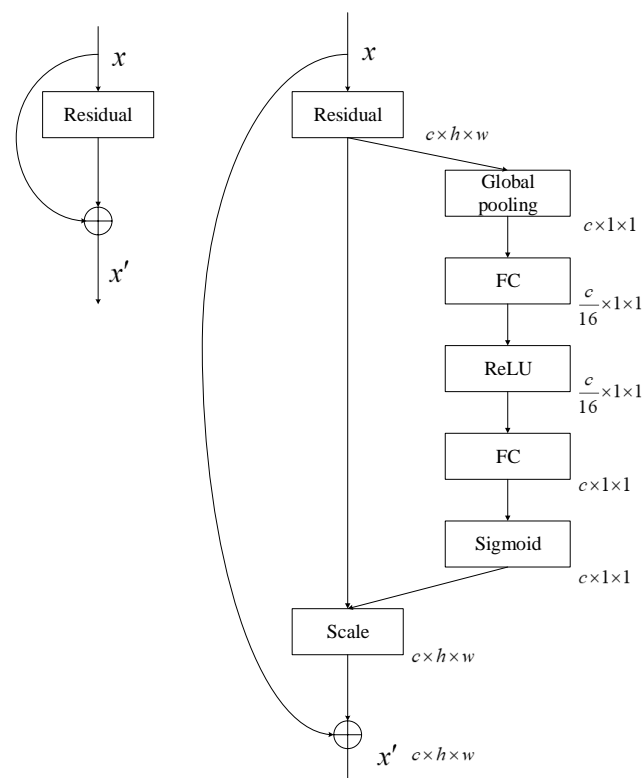 x
Residual
x′
x
Residual
c×h×w
Global
pooling
c×1×1
FC
c/16 ×1×1
ReLU
c/16 ×1×1
FC
c×1×1
Sigmoid
c×1×1
Scale
c×h×w
x′ c×h×w